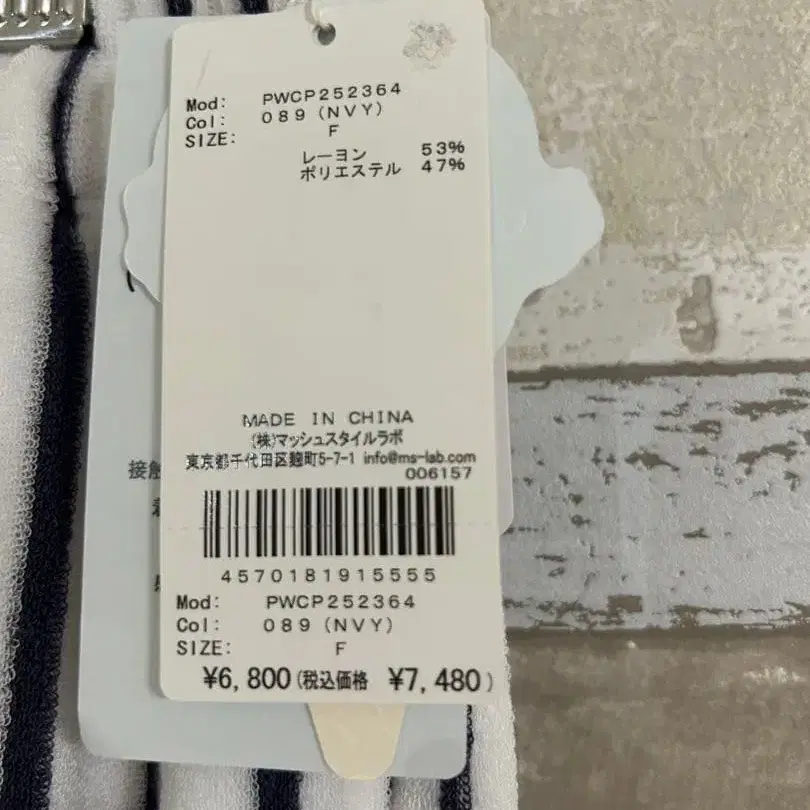 Mod: PWCP252364
Col: 089 (NVY)
SIZE: F
レーヨン 53%
ポリエステル 47%
MADE IN CHINA
(株)マッシュスタイルラボ
東京都千代田区麹町5-7-1 info@ms-lab.com
006157
接触
4570181915555
Mod: PWCP252364
Col: 089 (NVY)
SIZE: F
¥6,800 (税込価格 ¥7,480)